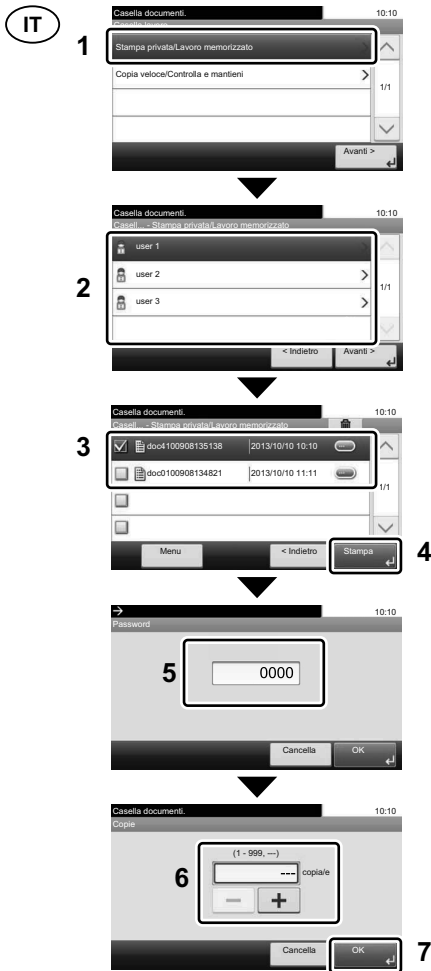 IT
Casella documenti. 10:10
Casella lavoro
1
Stampa privata/Lavoro memorizzato
Copia veloce/Controlla e mantieni
1/1
Avanti >
Casella documenti. 10:10
Casell... - Stampa privata/Lavoro memorizzato
2
user 1
user 2
user 3
1/1
< Indietro Avanti >
Casella documenti. 10:10
Casell... - Stampa privata/Lavoro memorizzato
3
doc4100908135138 2013/10/10 10:10
doc0100908134821 2013/10/10 11:11
1/1
Menu < Indietro Stampa 4
10:10
Password
5 0000
Cancella OK
Casella documenti. 10:10
Copie
(1 - 999, ---)
6 --- copia/e
Cancella OK 7